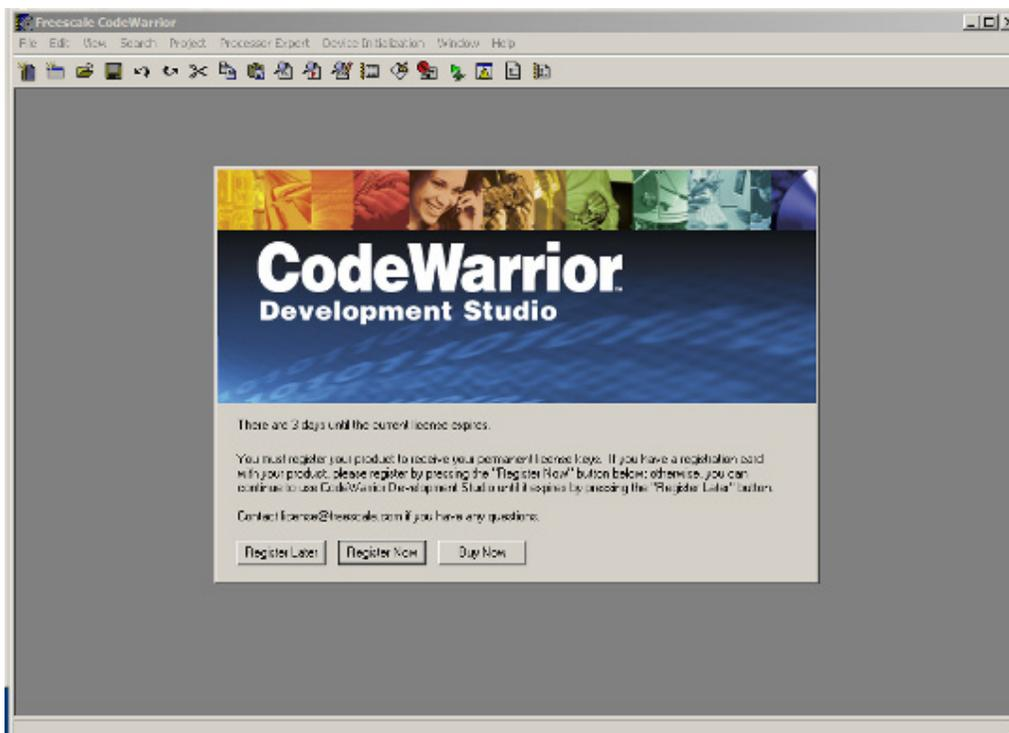 Freescale CodeWarrior
File Edit View Search Project Processor Expert Device Initialization Window Help
CodeWarrior™
Development Studio
There are 3 days until the current license expires.
You must register your product to receive your permanent license keys. If you have a registration card
with your product, please register by pressing the "Register Now" button below; otherwise, you can
continue to use CodeWarrior Development Studio until it expires by pressing the "Register Later" button.
Contact license@freescale.com if you have any questions.
Register Later Register Now Buy Now